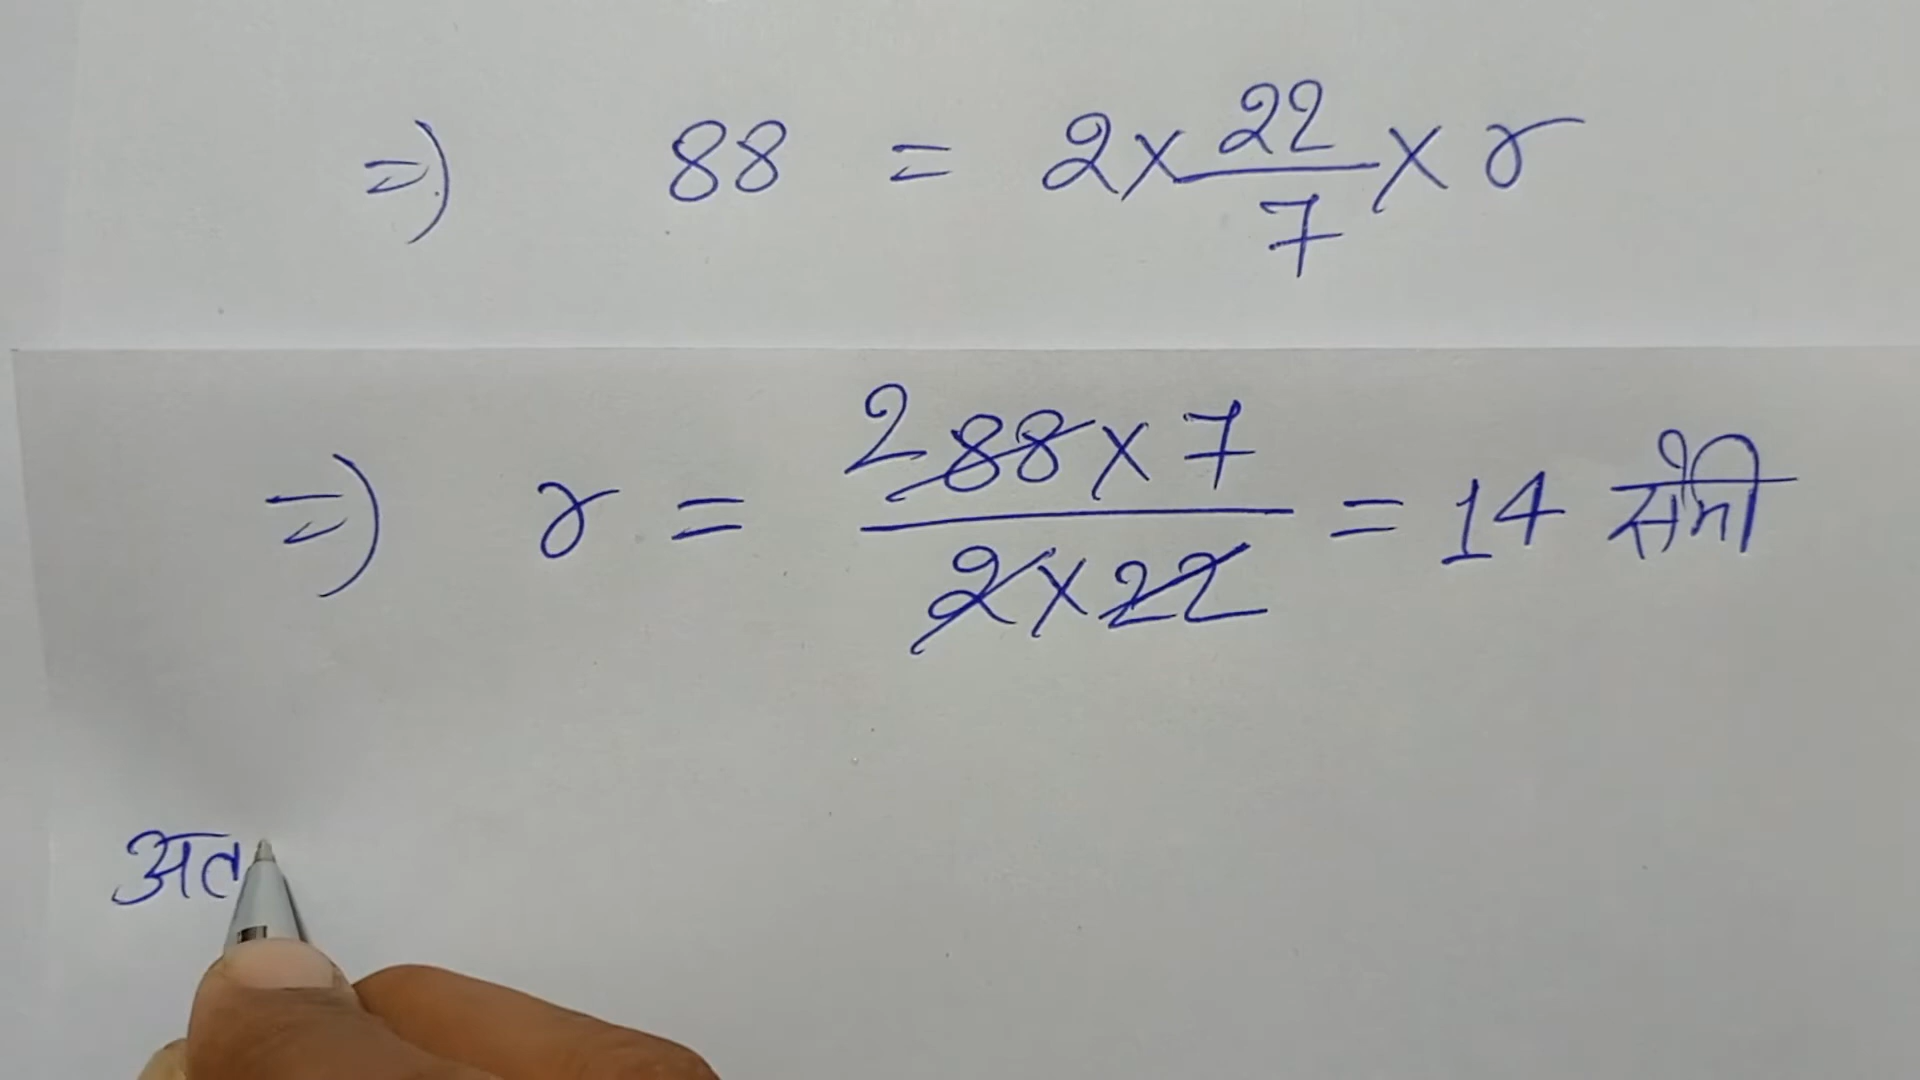 =) 88 = 2 × 22/7 × r
=) r = 2 88 × 7 / 2 × 22 = 14 सेमी
अत